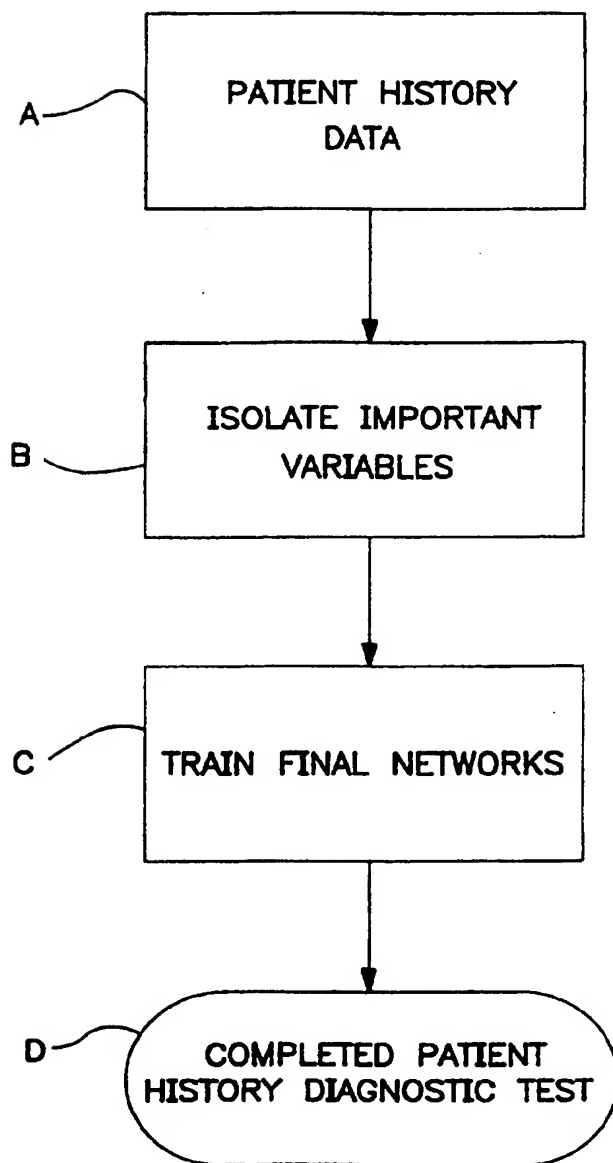 A
PATIENT HISTORY
DATA
B
ISOLATE IMPORTANT
VARIABLES
C
TRAIN FINAL NETWORKS
D
COMPLETED PATIENT
HISTORY DIAGNOSTIC TEST